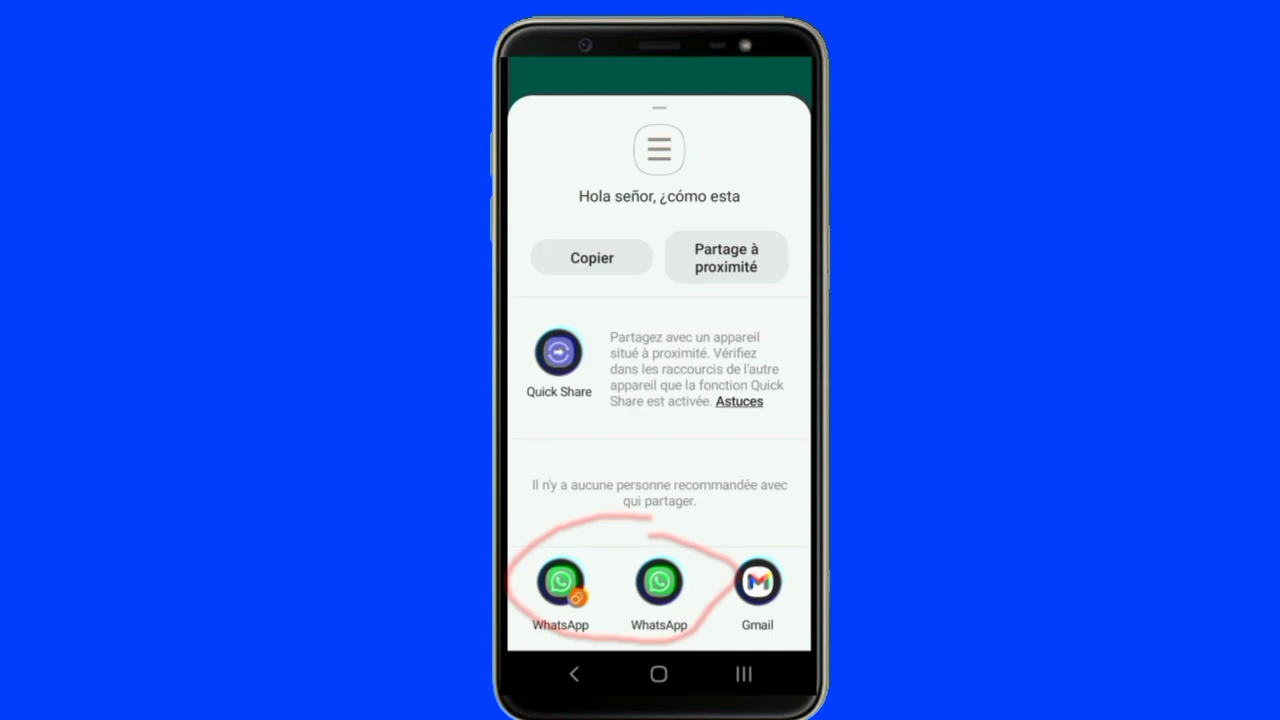 Hola señor, ¿cómo esta
Copier
Partage à
proximité
Quick Share
Partagez avec un appareil
situé à proximité. Vérifiez
dans les raccourcis de l'autre
appareil que la fonction Quick
Share est activée. Astuces
Il n'y a aucune personne recommandée avec
qui partager.
WhatsApp
WhatsApp
Gmail